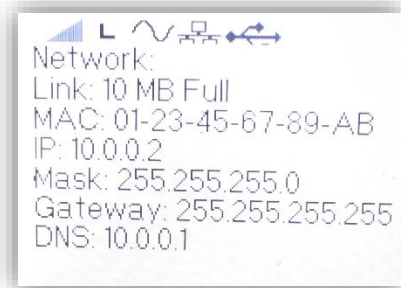 L
Network:
Link: 10 MB Full
MAC: 01-23-45-67-89-AB
IP: 10.0.0.2
Mask: 255.255.255.0
Gateway: 255.255.255.255
DNS: 10.0.0.1